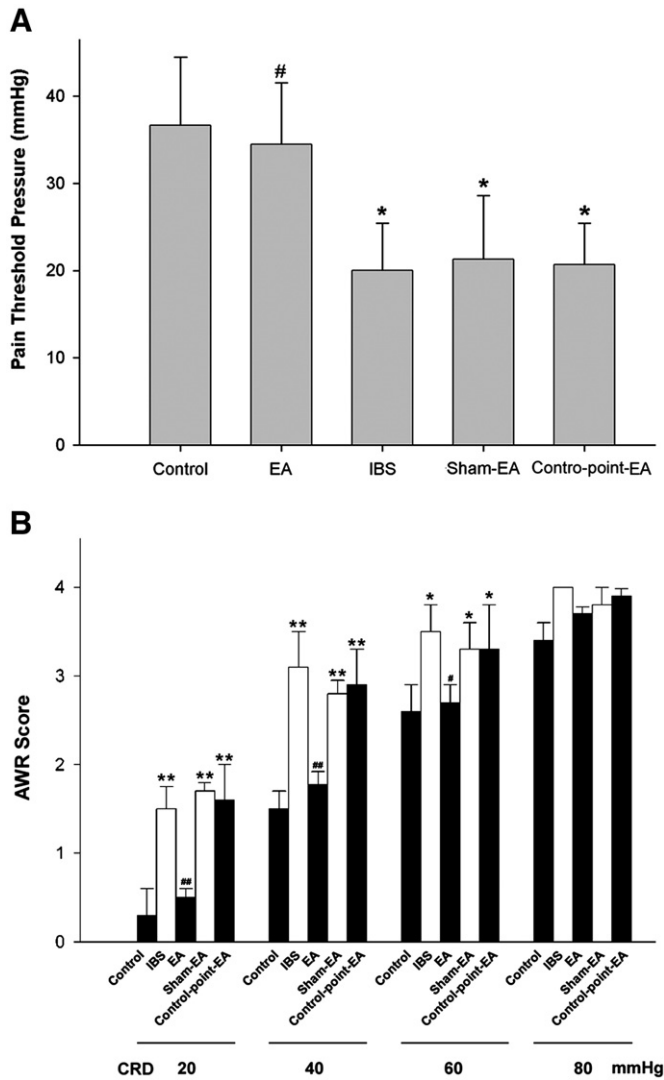 A
Pain Threshold Pressure (mmHg)
40
30
20
10
0
#
*
*
*
Control EA IBS Sham-EA Contro-point-EA
B
AWR Score
4
3
2
1
0
** ## ** **
** ## ** **
* # * *
Control IBS EA Sham-EA Control-point-EA
Control IBS EA Sham-EA Control-point-EA
Control IBS EA Sham-EA Control-point-EA
Control IBS EA Sham-EA Control-point-EA
CRD 20 40 60 80 mmHg